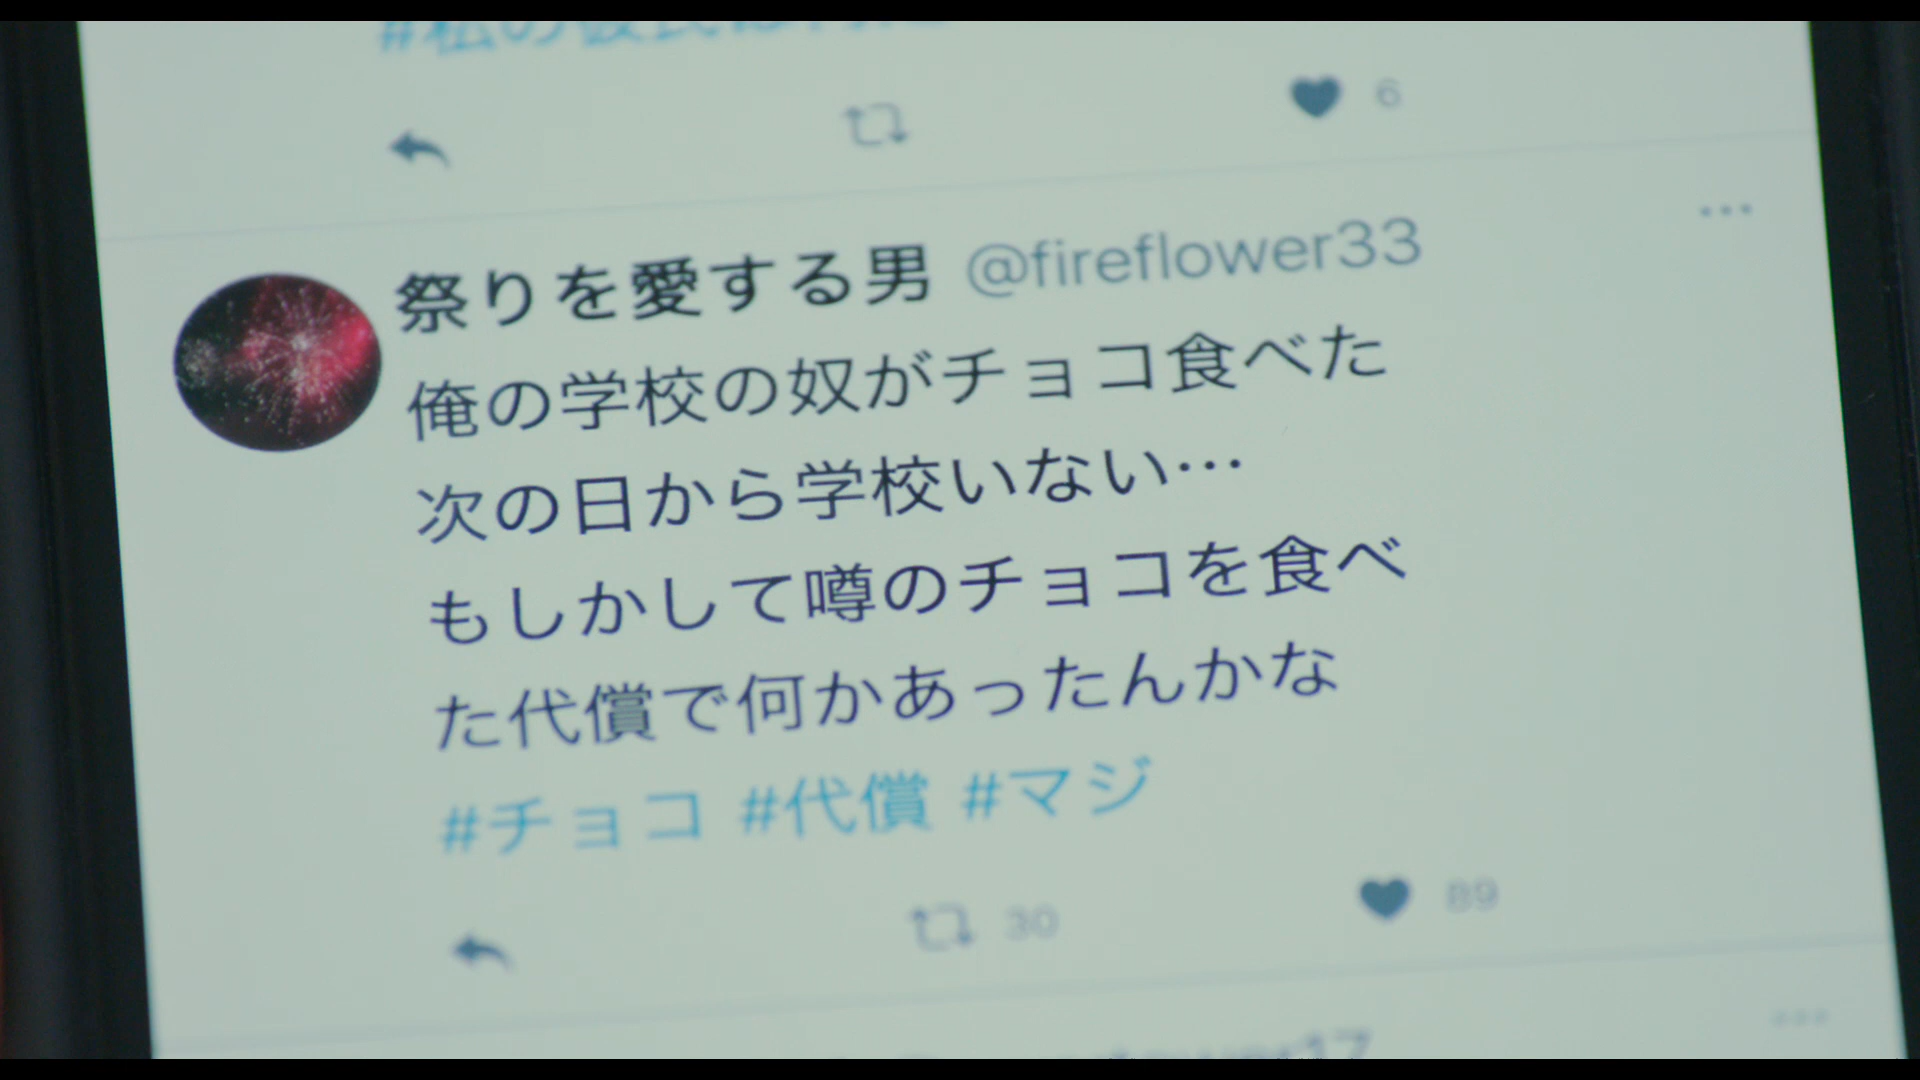 6
祭りを愛する男 @fireflower33
俺の学校の奴がチョコ食べた
次の日から学校いない…
もしかして噂のチョコを食べ
た代償で何かあったんかな
#チョコ #代償 #マジ
30 89